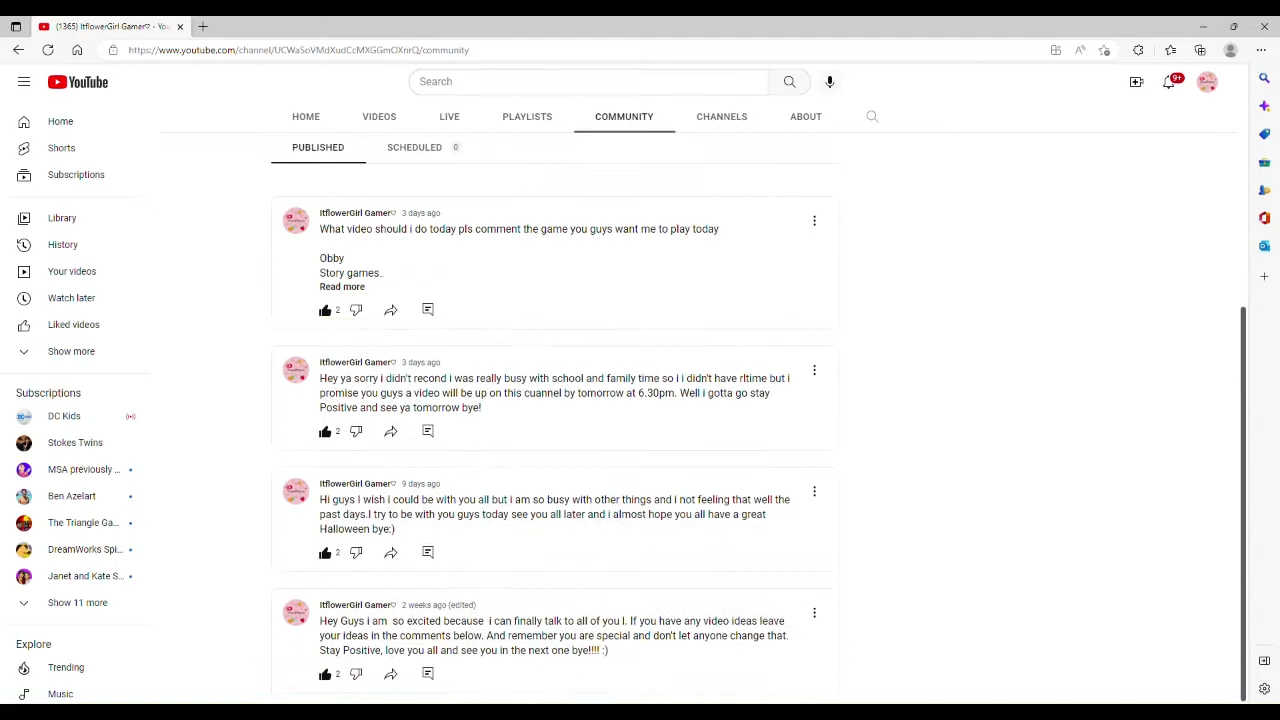 (1365) ItflowerGirl Gamer♡ - You
https://www.youtube.com/channel/UCWaSoVMdXudCcMXGGmOXnrQ/community
YouTube
Search
9+
HOME VIDEOS LIVE PLAYLISTS COMMUNITY CHANNELS ABOUT
PUBLISHED SCHEDULED 0
Home
Shorts
Subscriptions
Library
History
Your videos
Watch later
Liked videos
Show more
Subscriptions
DC Kids
Stokes Twins
MSA previously ...
Ben Azelart
The Triangle Ga...
DreamWorks Spi...
Janet and Kate S...
Show 11 more
Explore
Trending
Music
ItflowerGirl Gamer♡ 3 days ago
What video should i do today pls comment the game you guys want me to play today
Obby
Story games..
Read more
2
ItflowerGirl Gamer♡ 3 days ago
Hey ya sorry i didn't recond i was really busy with school and family time so i i didn't have rltime but i
promise you guys a video will be up on this cuannel by tomorrow at 6.30pm. Well i gotta go stay
Positive and see ya tomorrow bye!
2
ItflowerGirl Gamer♡ 9 days ago
Hi guys I wish i could be with you all but i am so busy with other things and i not feeling that well the
past days.I try to be with you guys today see you all later and i almost hope you all have a great
Halloween bye:)
2
ItflowerGirl Gamer♡ 2 weeks ago (edited)
Hey Guys i am so excited because i can finally talk to all of you I. If you have any video ideas leave
your ideas in the comments below. And remember you are special and don't let anyone change that.
Stay Positive, love you all and see you in the next one bye!!!! :)
2